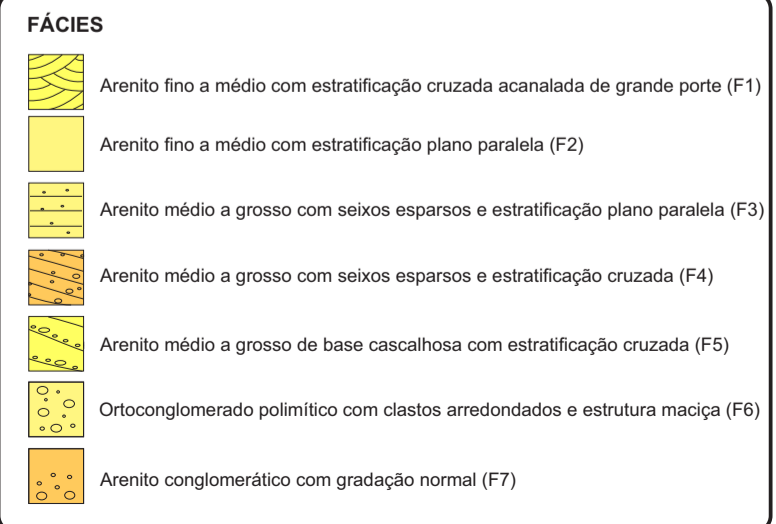 FÁCIES
Arenito fino a médio com estratificação cruzada acanalada de grande porte (F1)
Arenito fino a médio com estratificação plano paralela (F2)
Arenito médio a grosso com seixos esparsos e estratificação plano paralela (F3)
Arenito médio a grosso com seixos esparsos e estratificação cruzada (F4)
Arenito médio a grosso de base cascalhosa com estratificação cruzada (F5)
Ortoconglomerado polimítico com clastos arredondados e estrutura maciça (F6)
Arenito conglomerático com gradação normal (F7)